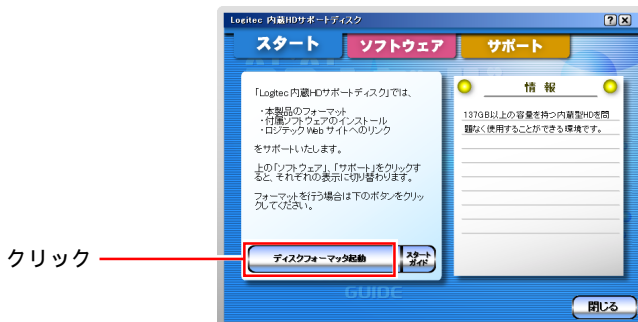 Logitec 内蔵HDサポートディスク
スタート
ソフトウェア
サポート
「Logitec内蔵HDサポートディスク」では、
・本製品のフォーマット
・付属ソフトウェアのインストール
・ロジテックWebサイトへのリンク
をサポートいたします。
上の「ソフトウェア」、「サポート」をクリックす
ると、それぞれの表示に切り替わります。
フォーマットを行う場合は下のボタンをクリッ
クしてください。
情 報
137GB以上の容量を持つ内蔵型HDを問
題なく使用することができる環境です。
クリック
ディスクフォーマッタ起動
スタート
ガイド
GUIDE
閉じる